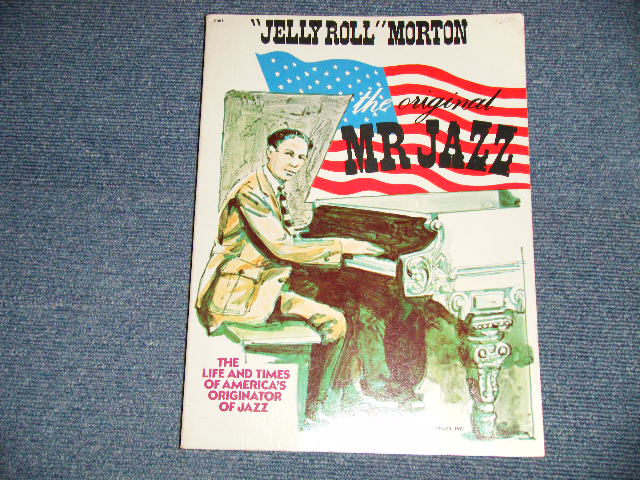 "JELLY ROLL" MORTON
the original
MR JAZZ
THE
LIFE AND TIMES
OF AMERICA'S
ORIGINATOR
OF JAZZ